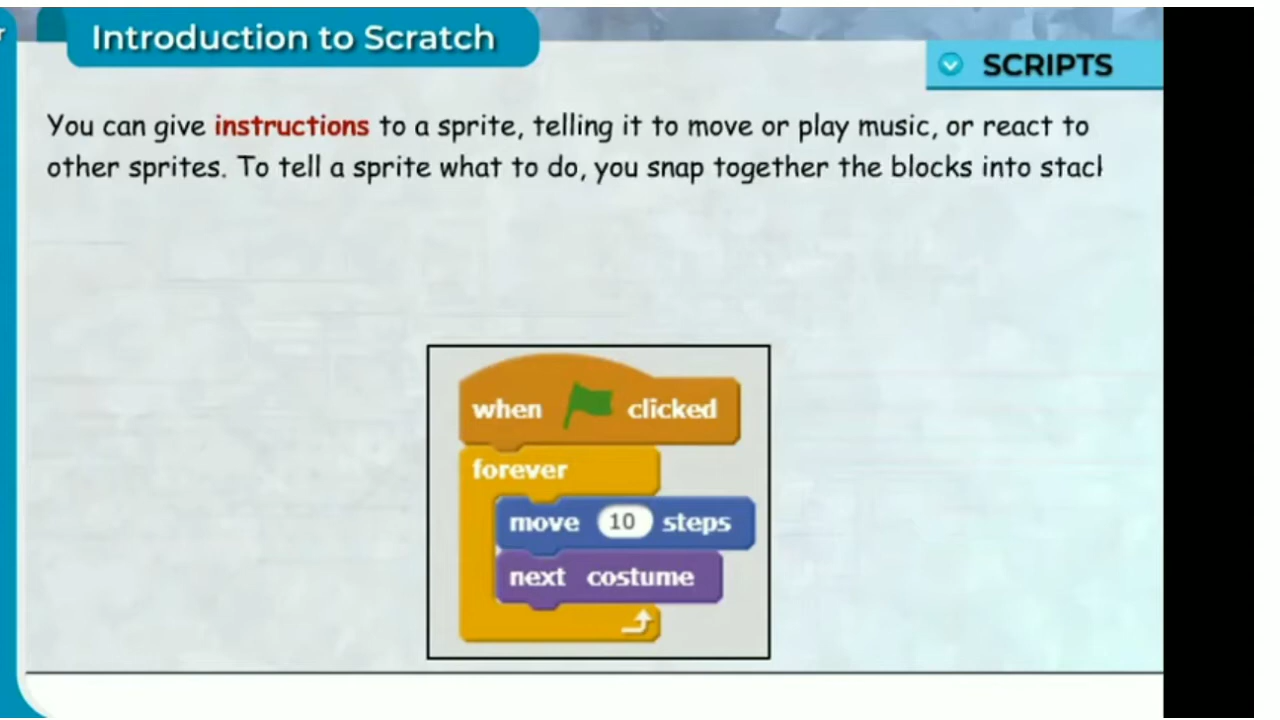 Introduction to Scratch
SCRIPTS
You can give instructions to a sprite, telling it to move or play music, or react to
other sprites. To tell a sprite what to do, you snap together the blocks into
when clicked
forever
move 10 steps
next costume